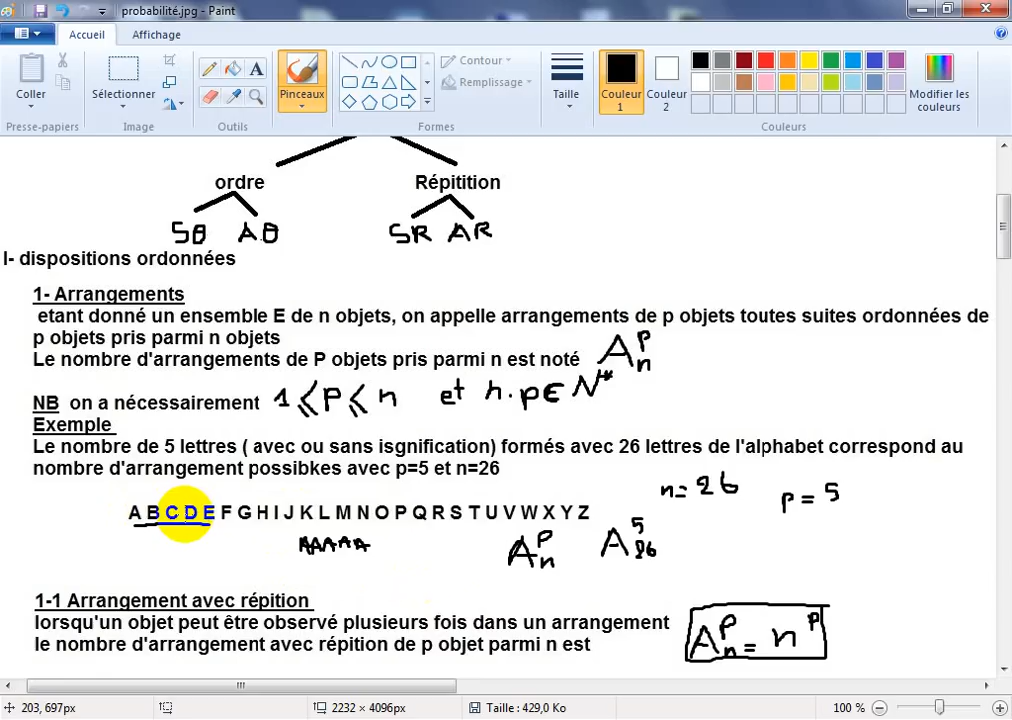 probabilité.jpg - Paint
Accueil
Affichage
Coller
Sélectionner
Pinceaux
Contour
Remplissage
Taille
Couleur 1
Couleur 2
Modifier les couleurs
Presse-papiers
Image
Outils
Formes
Couleurs
ordre Répitition
SO AO SR AR
I- dispositions ordonnées
1- Arrangements
etant donné un ensemble E de n objets, on appelle arrangements de p objets toutes suites ordonnées de
p objets pris parmi n objets
Le nombre d'arrangements de P objets pris parmi n est noté A_n^p
NB on a nécessairement 1 ⩽ P ⩽ n et n.p ∈ N*
Exemple
Le nombre de 5 lettres ( avec ou sans isgnification) formés avec 26 lettres de l'alphabet correspond au
nombre d'arrangement possibkes avec p=5 et n=26
n=26 p=5
A B C D E F G H I J K L M N O P Q R S T U V W X Y Z
AAAAA A_n^p A_26^5
1-1 Arrangement avec répition
lorsqu'un objet peut être observé plusieurs fois dans un arrangement
le nombre d'arrangement avec répition de p objet parmi n est A_n^p = n^p
203, 697px
2232 × 4096px
Taille : 429,0 Ko
100 %